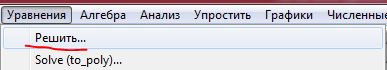 Уравнения Алгебра Анализ Упростить Графики Численные
Решить...
Solve (to_poly)...